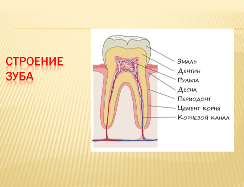 СТРОЕНИЕ
ЗУБА
Эмаль
Дентин
Пульпа
Десна
Периодонт
Цемент корня
Корневой канал